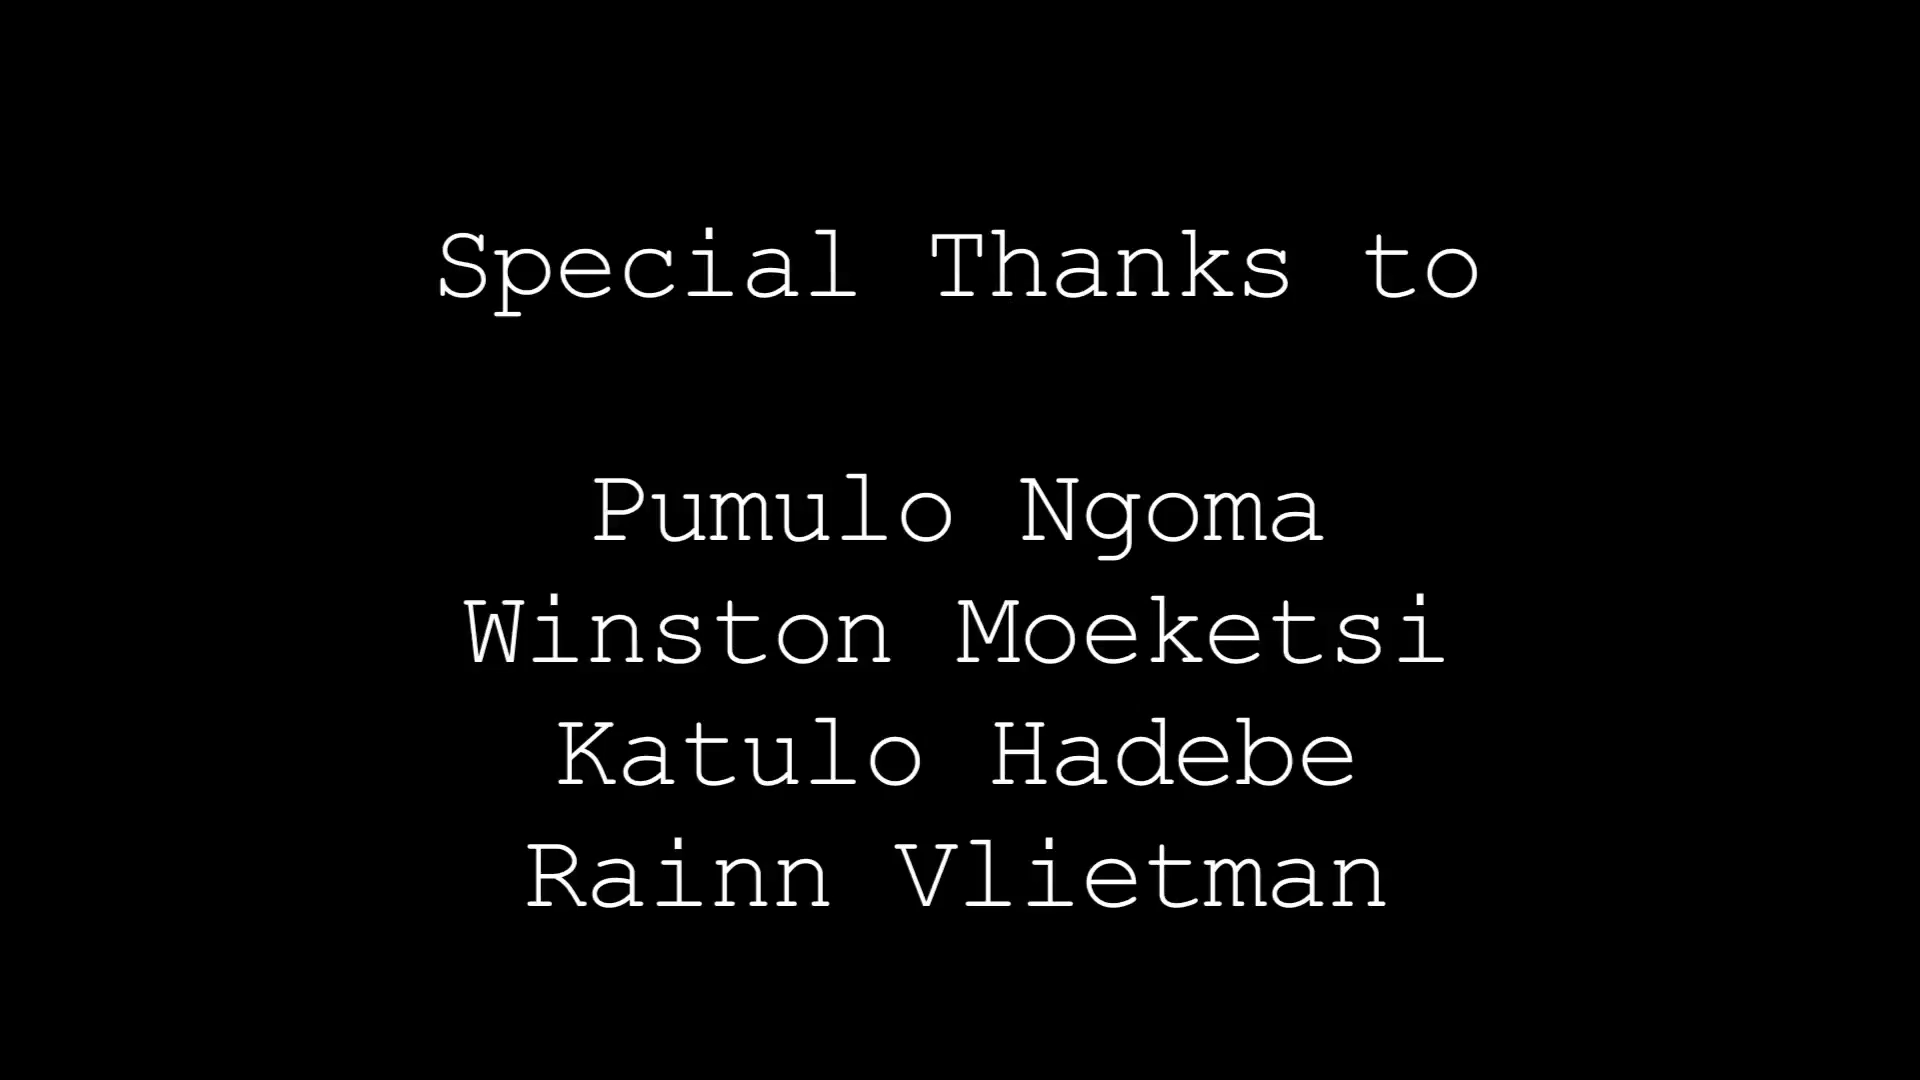 Special Thanks to
Pumulo Ngoma
Winston Moeketsi
Katulo Hadebe
Rainn Vlietman